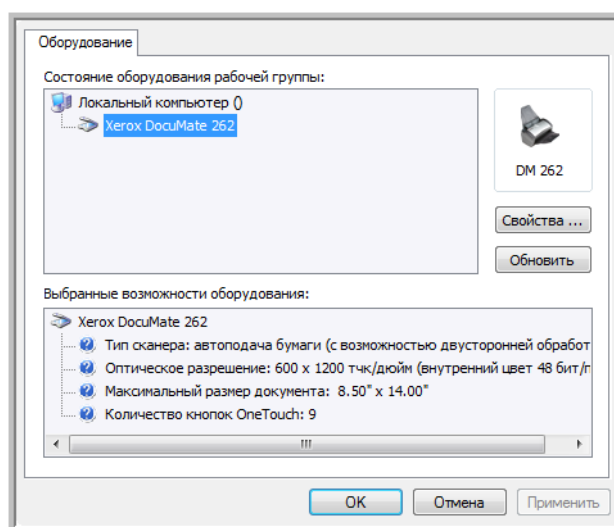 Оборудование
Состояние оборудования рабочей группы:
Локальный компьютер ()
Xerox DocuMate 262
DM 262
Свойства ...
Обновить
Выбранные возможности оборудования:
Xerox DocuMate 262
Тип сканера: автоподача бумаги (с возможностью двусторонней обработ
Оптическое разрешение: 600 x 1200 тчк/дюйм (внутренний цвет 48 бит/п
Максимальный размер документа: 8.50" x 14.00"
Количество кнопок OneTouch: 9
OK
Отмена
Применить